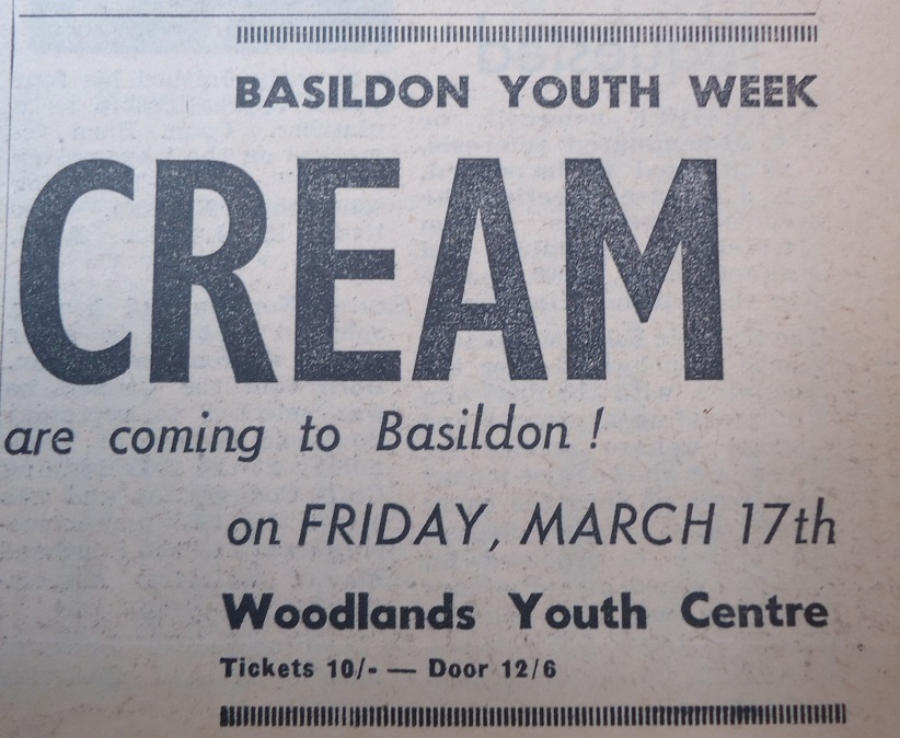 BASILDON YOUTH WEEK
CREAM
are coming to Basildon !
on FRIDAY, MARCH 17th
Woodlands Youth Centre
Tickets 10/- — Door 12/6